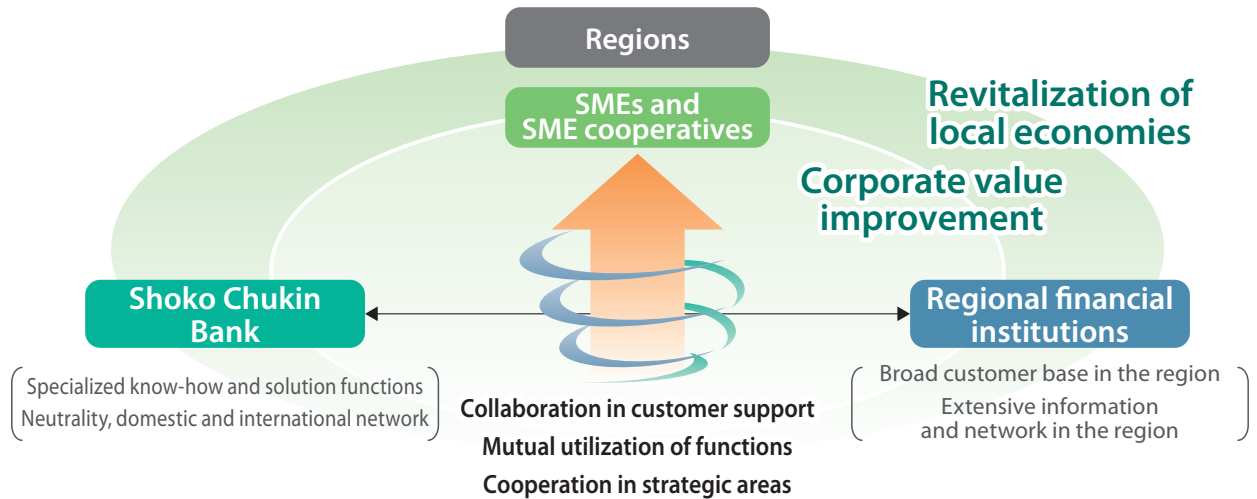 Regions
SMEs and
SME cooperatives
Revitalization of
local economies
Corporate value
improvement
Shoko Chukin
Bank
Regional financial
institutions
Specialized know-how and solution functions
Neutrality, domestic and international network
Collaboration in customer support
Mutual utilization of functions
Cooperation in strategic areas
Broad customer base in the region
Extensive information
and network in the region